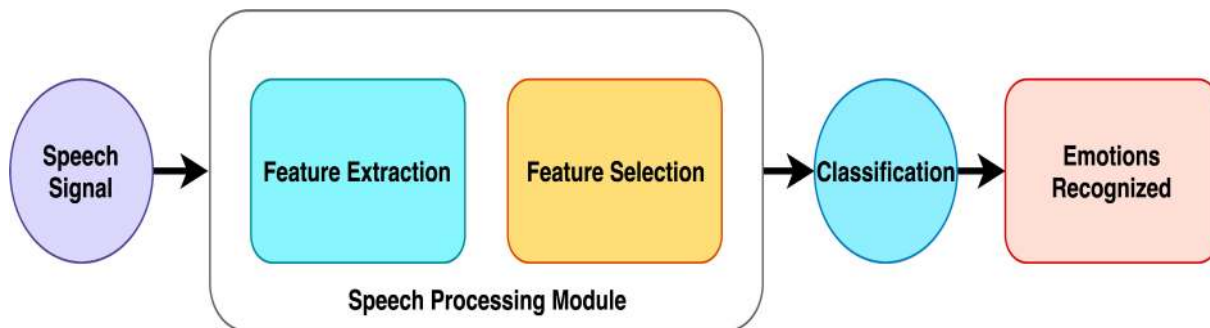 Speech
Signal
Feature Extraction
Feature Selection
Speech Processing Module
Classification
Emotions
Recognized